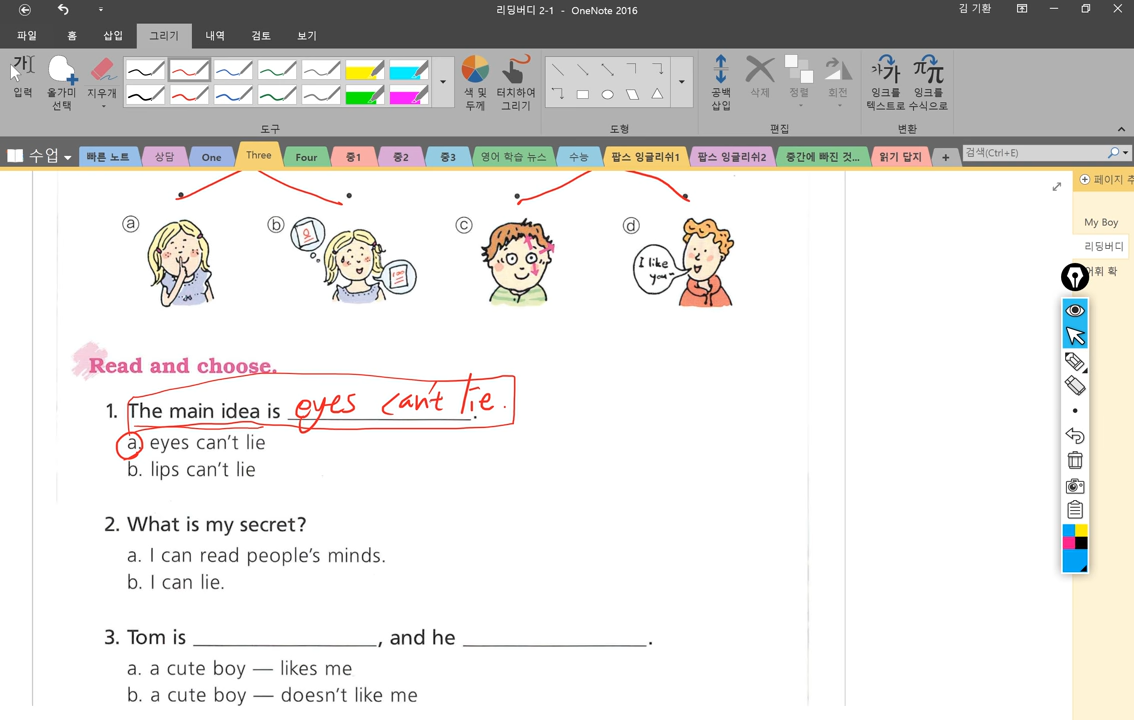 리딩버디 2-1 - OneNote 2016
김 기환
파일 홈 삽입 그리기 내역 검토 보기
입력
올가미 선택
지우개
색 및 두께
터치하여 그리기
공백 삽입
삭제
정렬
회전
잉크를 텍스트로
잉크를 수식으로
도구 도형 편집 변환
수업 빠른 노트 상담 One Three Four 중1 중2 중3 영어 학습 뉴스 수능 팝스 잉글리쉬1 팝스 잉글리쉬2 중간에 빠진 것... 읽기 답지 + 검색(Ctrl+E)
페이지 추
My Boy
리딩버디
어휘 확
ⓐ ⓑ ⓒ ⓓ
I like
you~
Read and choose.
1. The main idea is eyes can't lie.
a. eyes can't lie
b. lips can't lie
2. What is my secret?
a. I can read people's minds.
b. I can lie.
3. Tom is ____________, and he ____________.
a. a cute boy — likes me
b. a cute boy — doesn't like me